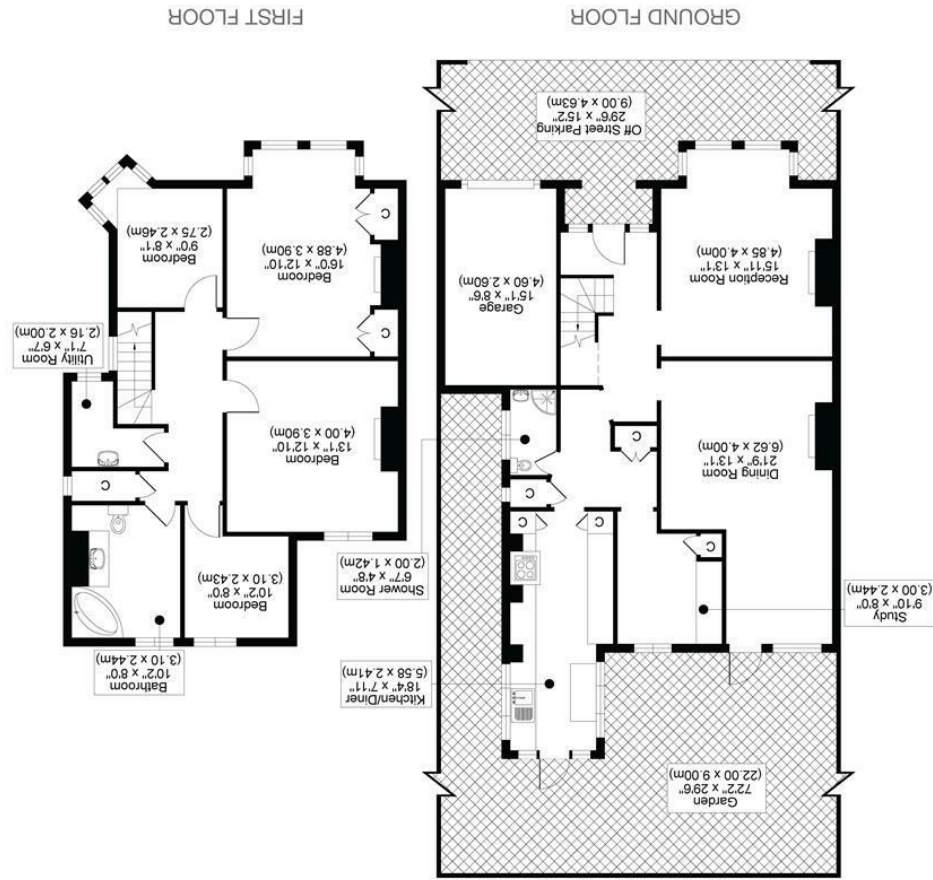 Garden
72'2" x 29'6"
(22.00 x 9.00m)
Kitchen/Diner
18'4" x 7'11"
(5.58 x 2.41m)
Study
9'10" x 8'0"
(3.00 x 2.44m)
C
C
C
C
Dining Room
21'9" x 13'1"
(6.62 x 4.00m)
C
Shower Room
6'7" x 4'8"
(2.00 x 1.42m)
Reception Room
15'11" x 13'1"
(4.85 x 4.00m)
Garage
15'1" x 8'6"
(4.60 x 2.60m)
Off Street Parking
29'6" x 15'2"
(9.00 x 4.63m)
GROUND FLOOR
Bathroom
10'2" x 8'0"
(3.10 x 2.44m)
Bedroom
10'2" x 8'0"
(3.10 x 2.43m)
C
Bedroom
13'1" x 12'10"
(4.00 x 3.90m)
Utility Room
7'1" x 6'7"
(2.16 x 2.00m)
C
Bedroom
16'0" x 12'10"
(4.88 x 3.90m)
Bedroom
9'0" x 8'1"
(2.75 x 2.46m)
C
FIRST FLOOR